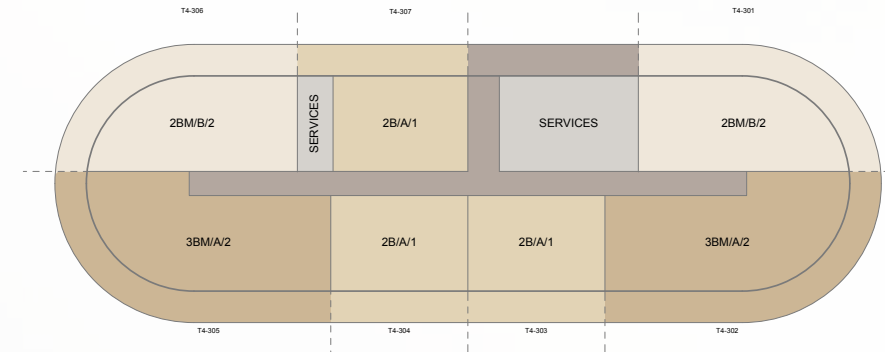 T4-306
T4-307
T4-301
2BM/B/2
SERVICES
2B/A/1
SERVICES
2BM/B/2
3BM/A/2
2B/A/1
2B/A/1
3BM/A/2
T4-305
T4-304
T4-303
T4-302